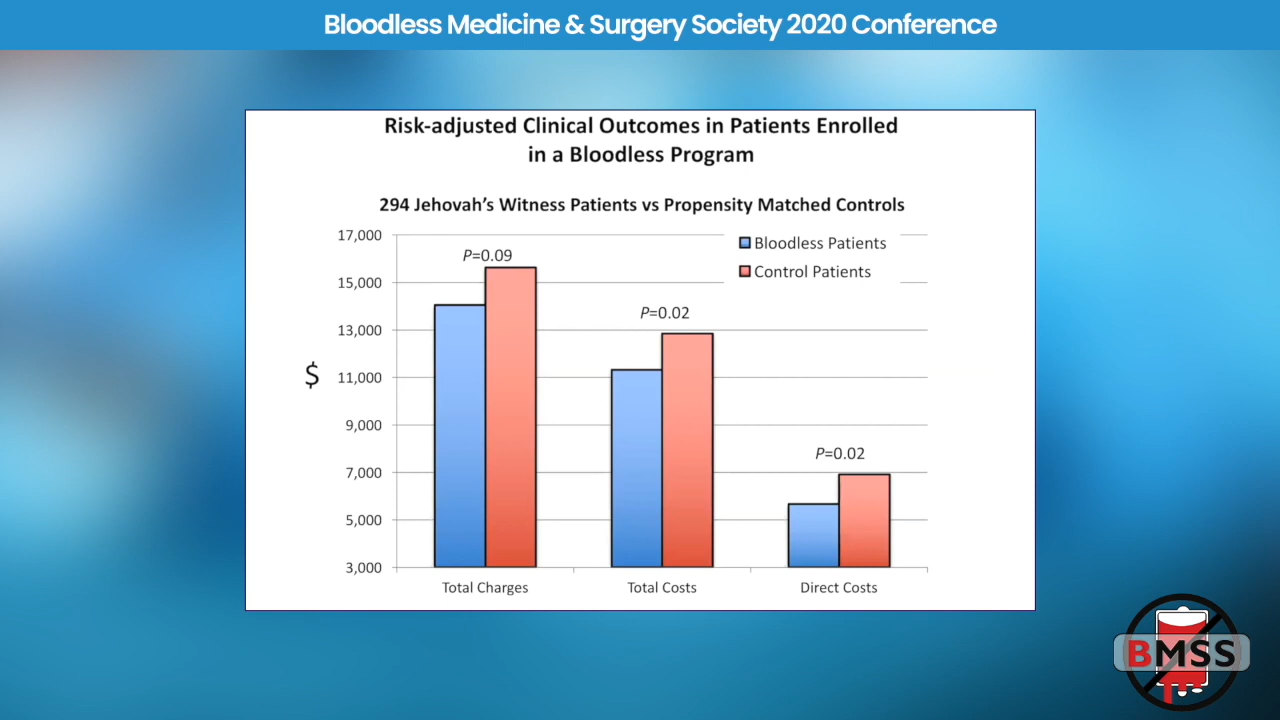 Bloodless Medicine & Surgery Society 2020 Conference
Risk-adjusted Clinical Outcomes in Patients Enrolled
in a Bloodless Program
294 Jehovah's Witness Patients vs Propensity Matched Controls
Bloodless Patients
Control Patients
$
17,000
15,000
13,000
11,000
9,000
7,000
5,000
3,000
P=0.09
P=0.02
P=0.02
Total Charges
Total Costs
Direct Costs
BMSS